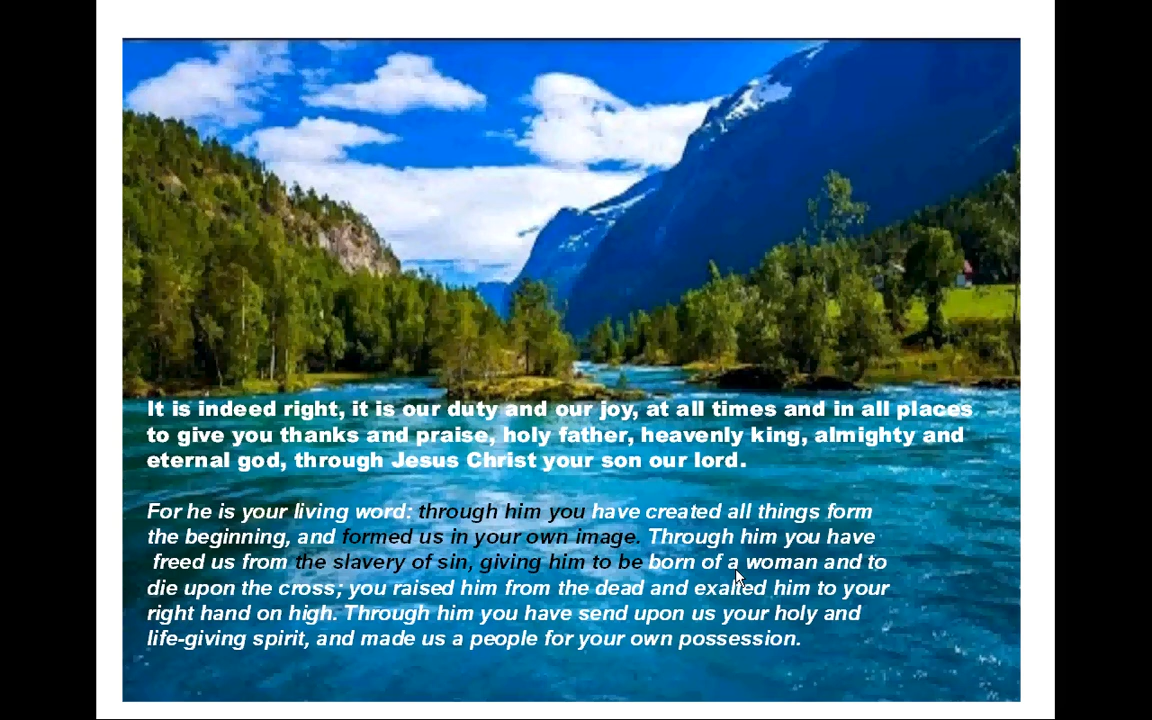 It is indeed right, it is our duty and our joy, at all times and in all places
to give you thanks and praise, holy father, heavenly king, almighty and
eternal god, through Jesus Christ your son our lord.
For he is your living word: through him you have created all things form
the beginning, and formed us in your own image. Through him you have
freed us from the slavery of sin, giving him to be born of a woman and to
die upon the cross; you raised him from the dead and exalted him to your
right hand on high. Through him you have send upon us your holy and
life-giving spirit, and made us a people for your own possession.